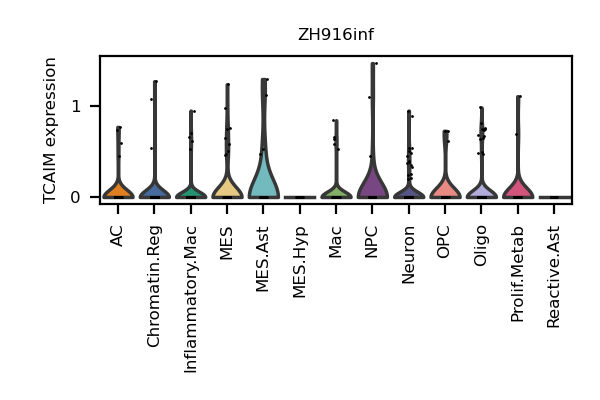 ZH916inf
TCAIM expression
1
0
AC
Chromatin.Reg
Inflammatory.Mac
MES
MES.Ast
MES.Hyp
Mac
NPC
Neuron
OPC
Oligo
Prolif.Metab
Reactive.Ast